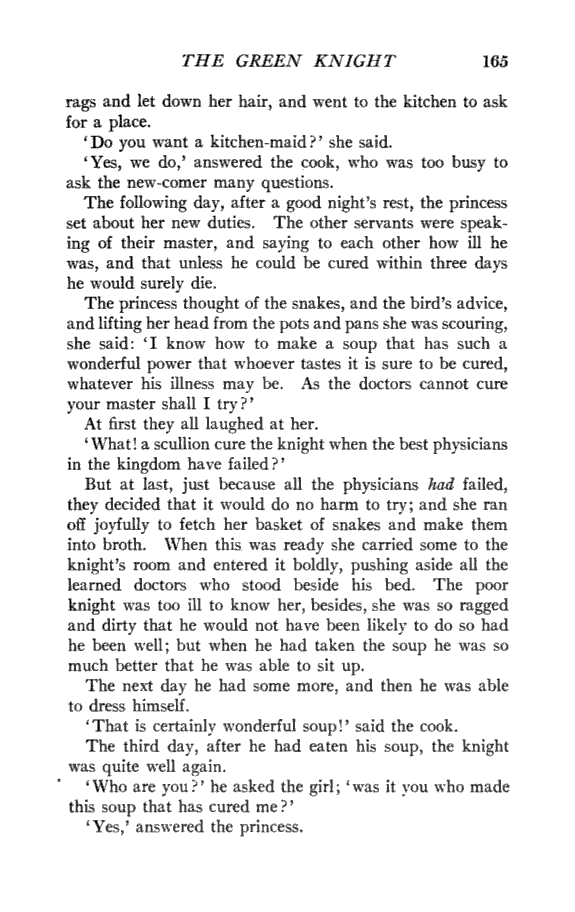 THE GREEN KNIGHT 165
rags and let down her hair, and went to the kitchen to ask
for a place.
‘Do you want a kitchen-maid?’ she said.
‘Yes, we do,’ answered the cook, who was too busy to
ask the new-comer many questions.
The following day, after a good night’s rest, the princess
set about her new duties. The other servants were speak-
ing of their master, and saying to each other how ill he
was, and that unless he could be cured within three days
he would surely die.
The princess thought of the snakes, and the bird’s advice,
and lifting her head from the pots and pans she was scouring,
she said: ‘I know how to make a soup that has such a
wonderful power that whoever tastes it is sure to be cured,
whatever his illness may be. As the doctors cannot cure
your master shall I try?’
At first they all laughed at her.
‘What! a scullion cure the knight when the best physicians
in the kingdom have failed?’
But at last, just because all the physicians had failed,
they decided that it would do no harm to try; and she ran
off joyfully to fetch her basket of snakes and make them
into broth. When this was ready she carried some to the
knight’s room and entered it boldly, pushing aside all the
learned doctors who stood beside his bed. The poor
knight was too ill to know her, besides, she was so ragged
and dirty that he would not have been likely to do so had
he been well; but when he had taken the soup he was so
much better that he was able to sit up.
The next day he had some more, and then he was able
to dress himself.
‘That is certainly wonderful soup!’ said the cook.
The third day, after he had eaten his soup, the knight
was quite well again.
‘Who are you?’ he asked the girl; ‘was it you who made
this soup that has cured me?’
‘Yes,’ answered the princess.